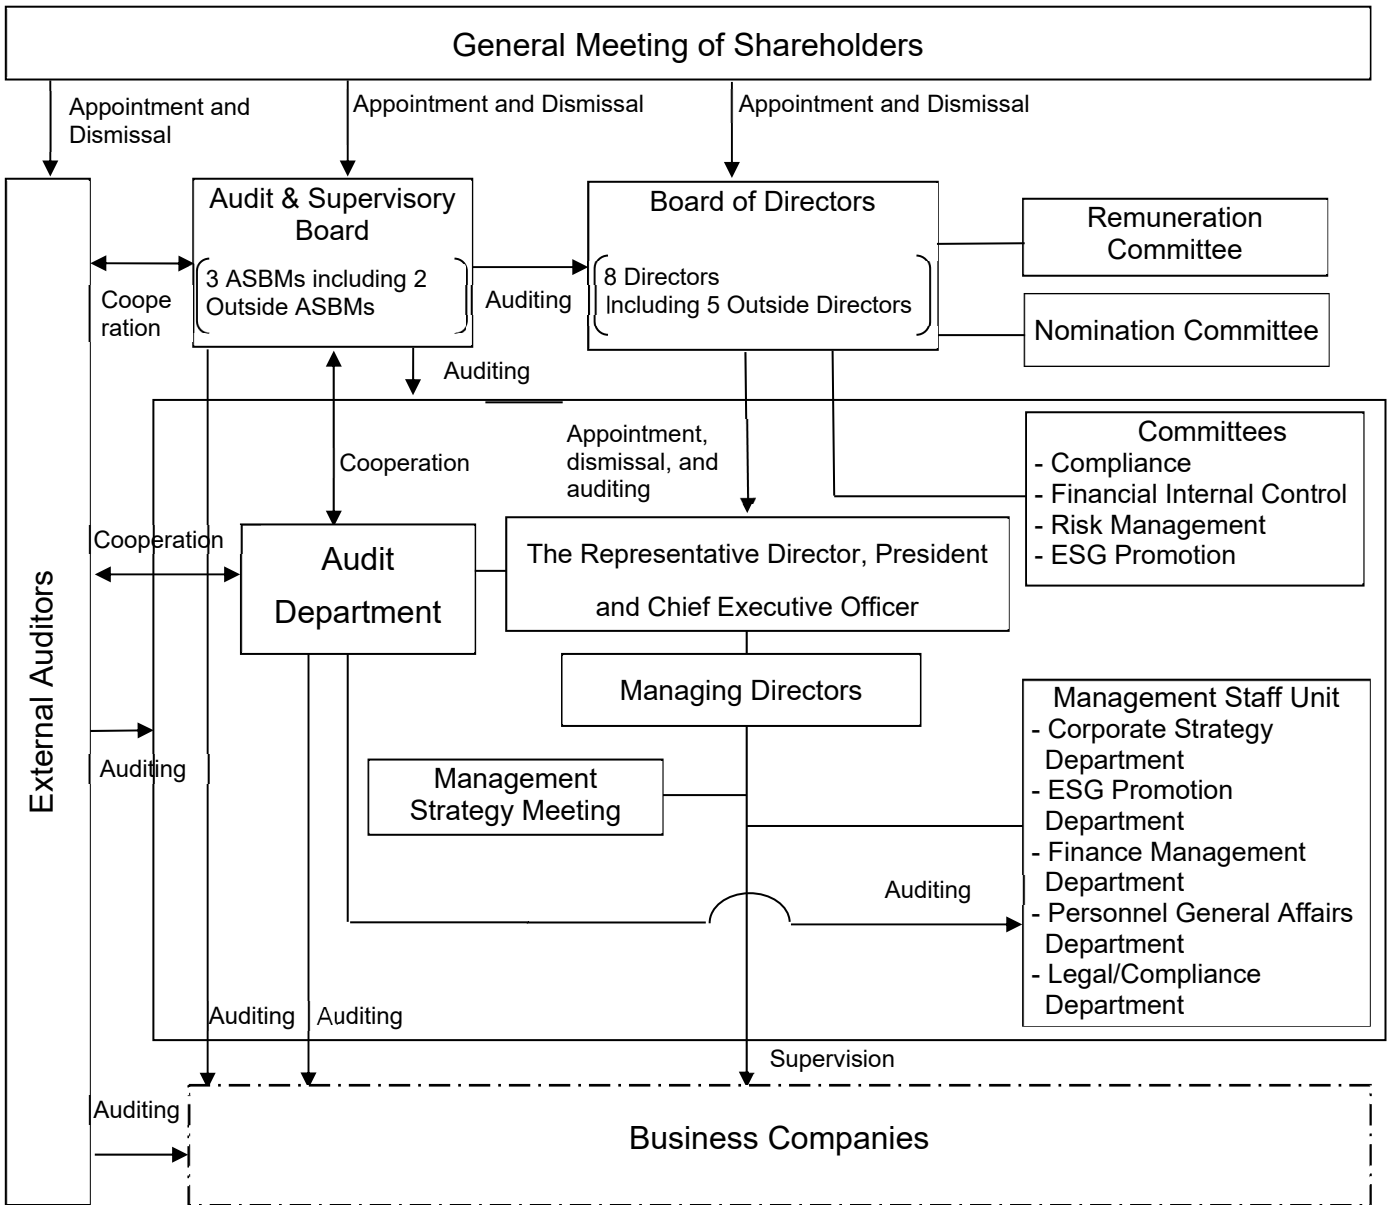 General Meeting of Shareholders
Appointment and
Dismissal
Appointment and Dismissal
Appointment and Dismissal
Audit & Supervisory
Board
3 ASBMs including 2
Outside ASBMs
Board of Directors
8 Directors
Including 5 Outside Directors
Remuneration
Committee
Nomination Committee
Coope
ration
Auditing
Auditing
Appointment,
dismissal, and
auditing
Committees
- Compliance
- Financial Internal Control
- Risk Management
- ESG Promotion
Cooperation
Cooperation
Audit
Department
The Representative Director, President
and Chief Executive Officer
External Auditors
Managing Directors
Auditing
Management
Strategy Meeting
Management Staff Unit
- Corporate Strategy
Department
- ESG Promotion
Department
- Finance Management
Department
- Personnel General Affairs
Department
- Legal/Compliance
Department
Auditing
Auditing
Auditing
Supervision
Auditing
Business Companies